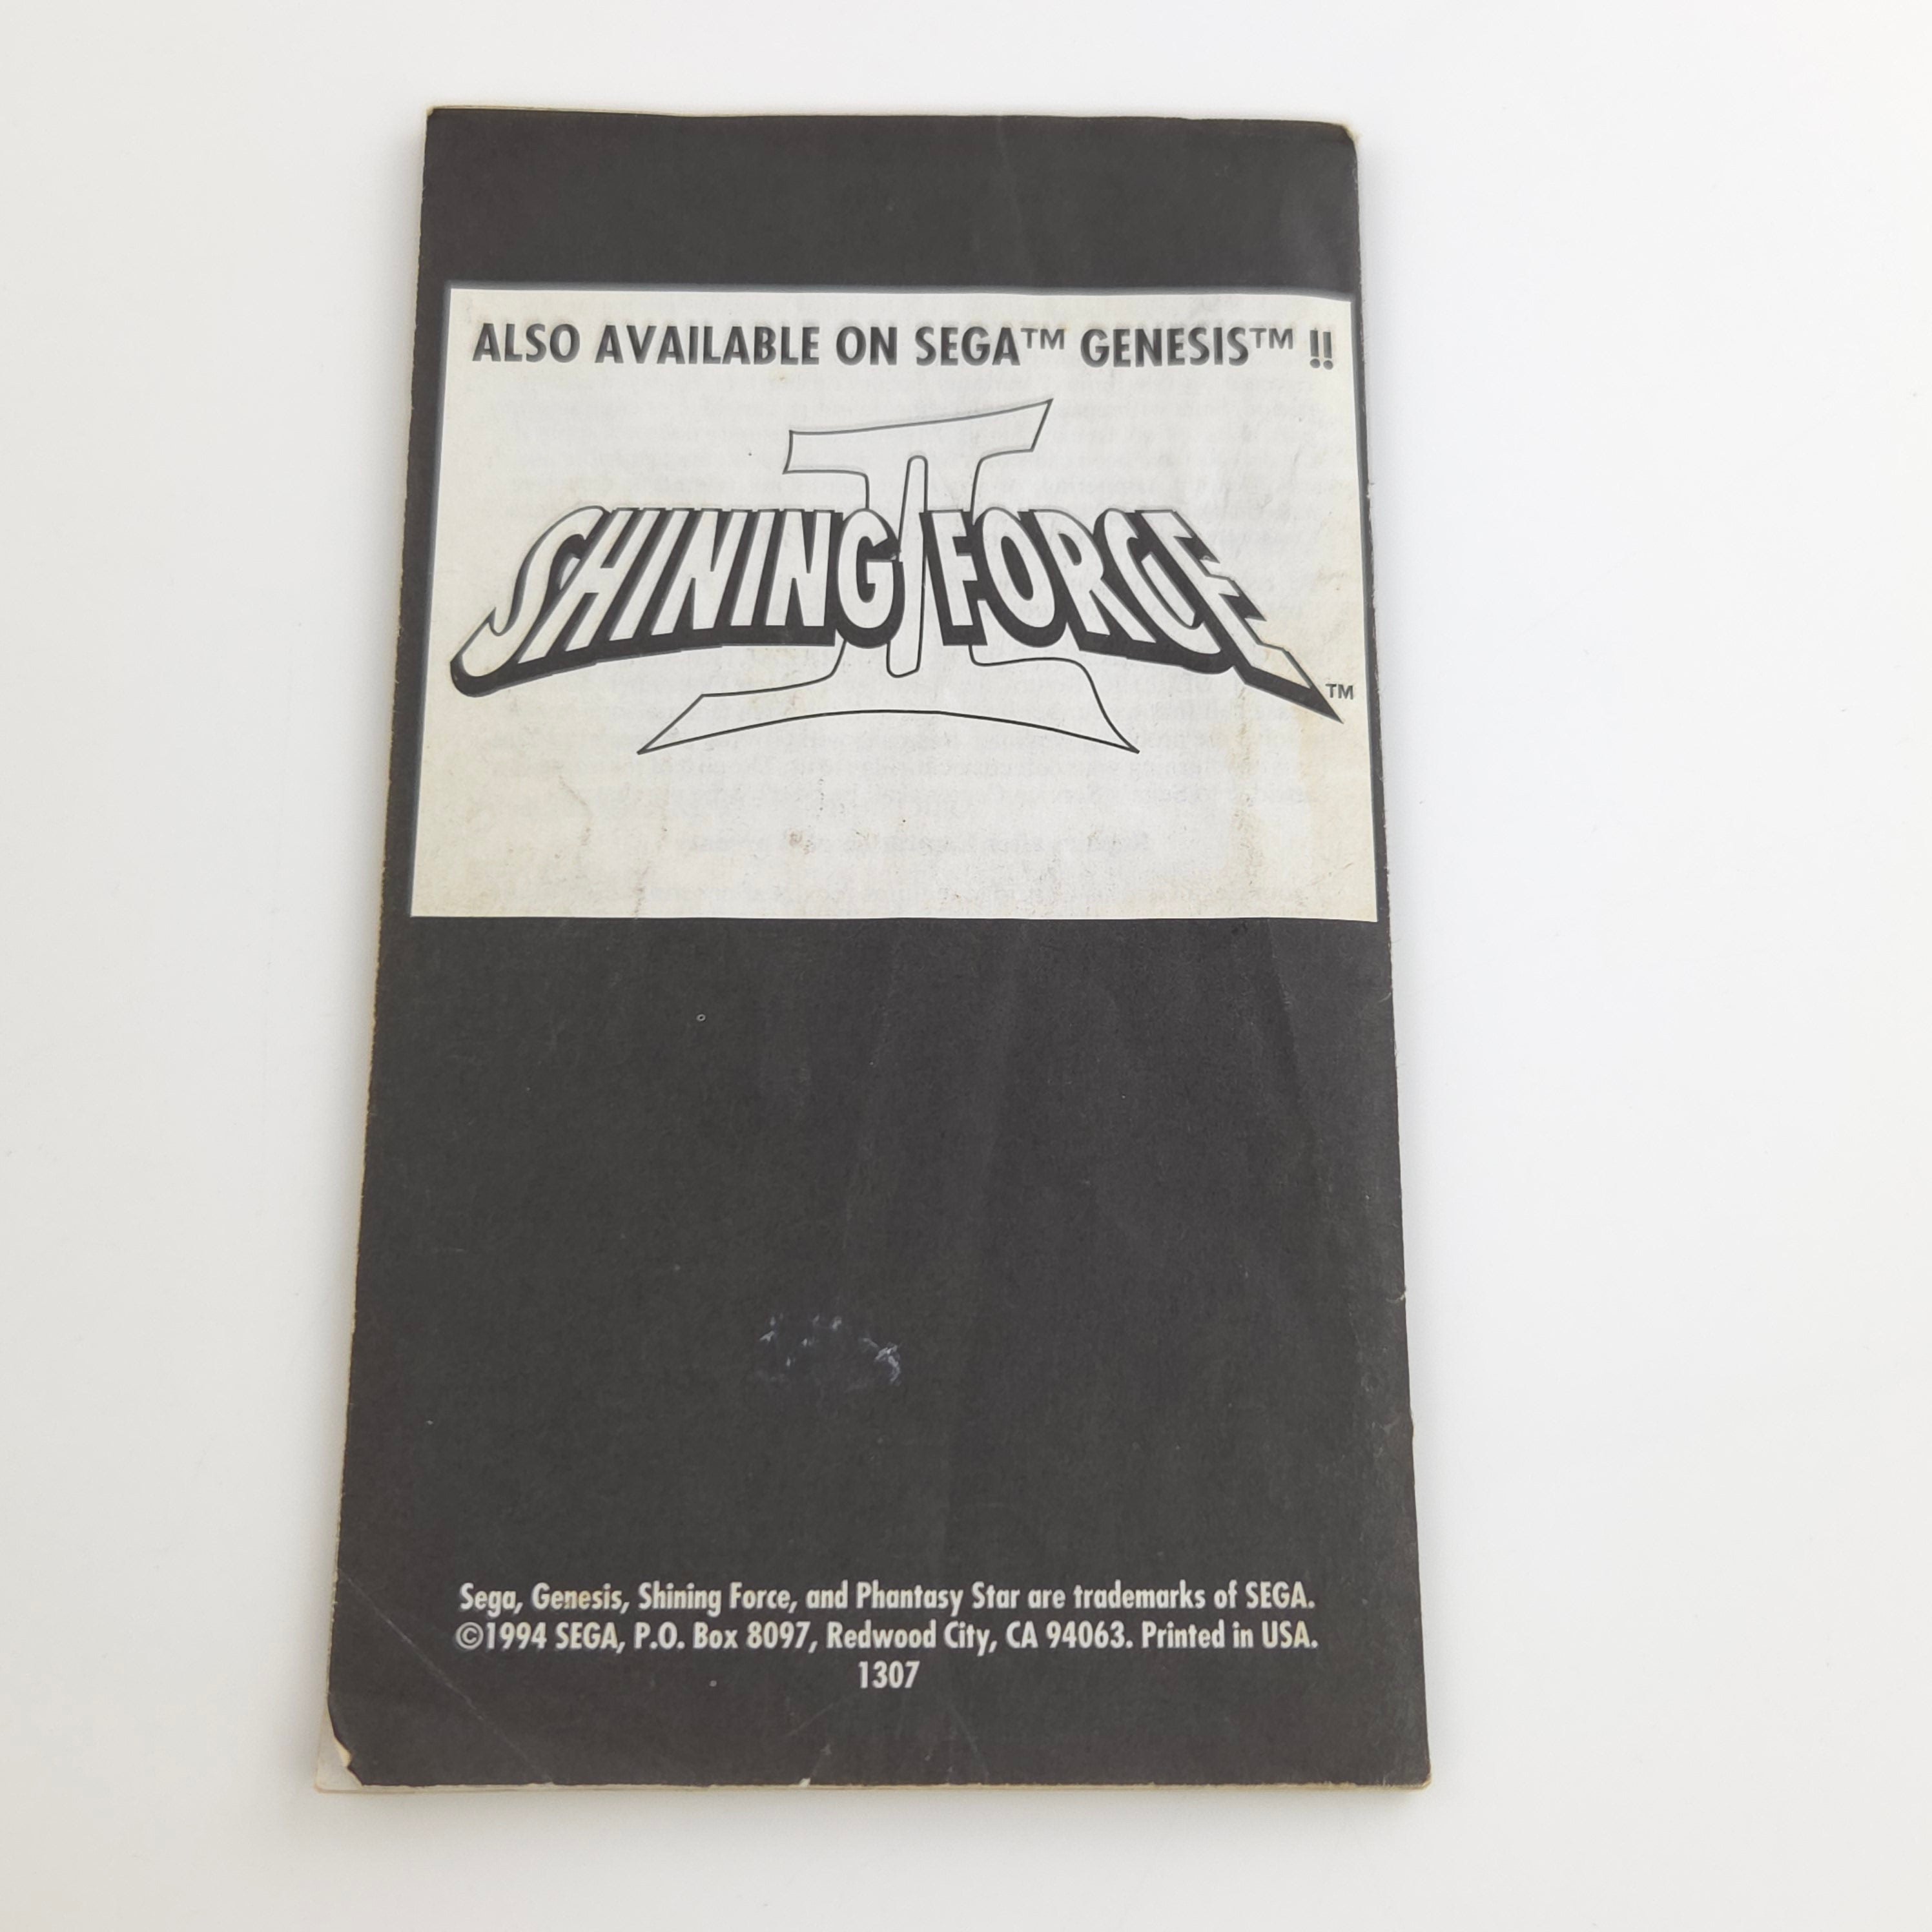 ALSO AVAILABLE ON SEGA™ GENESIS™ !!
II
SHINING FORCE ™
Sega, Genesis, Shining Force, and Phantasy Star are trademarks of SEGA.
©1994 SEGA, P.O. Box 8097, Redwood City, CA 94063. Printed in USA.
1307